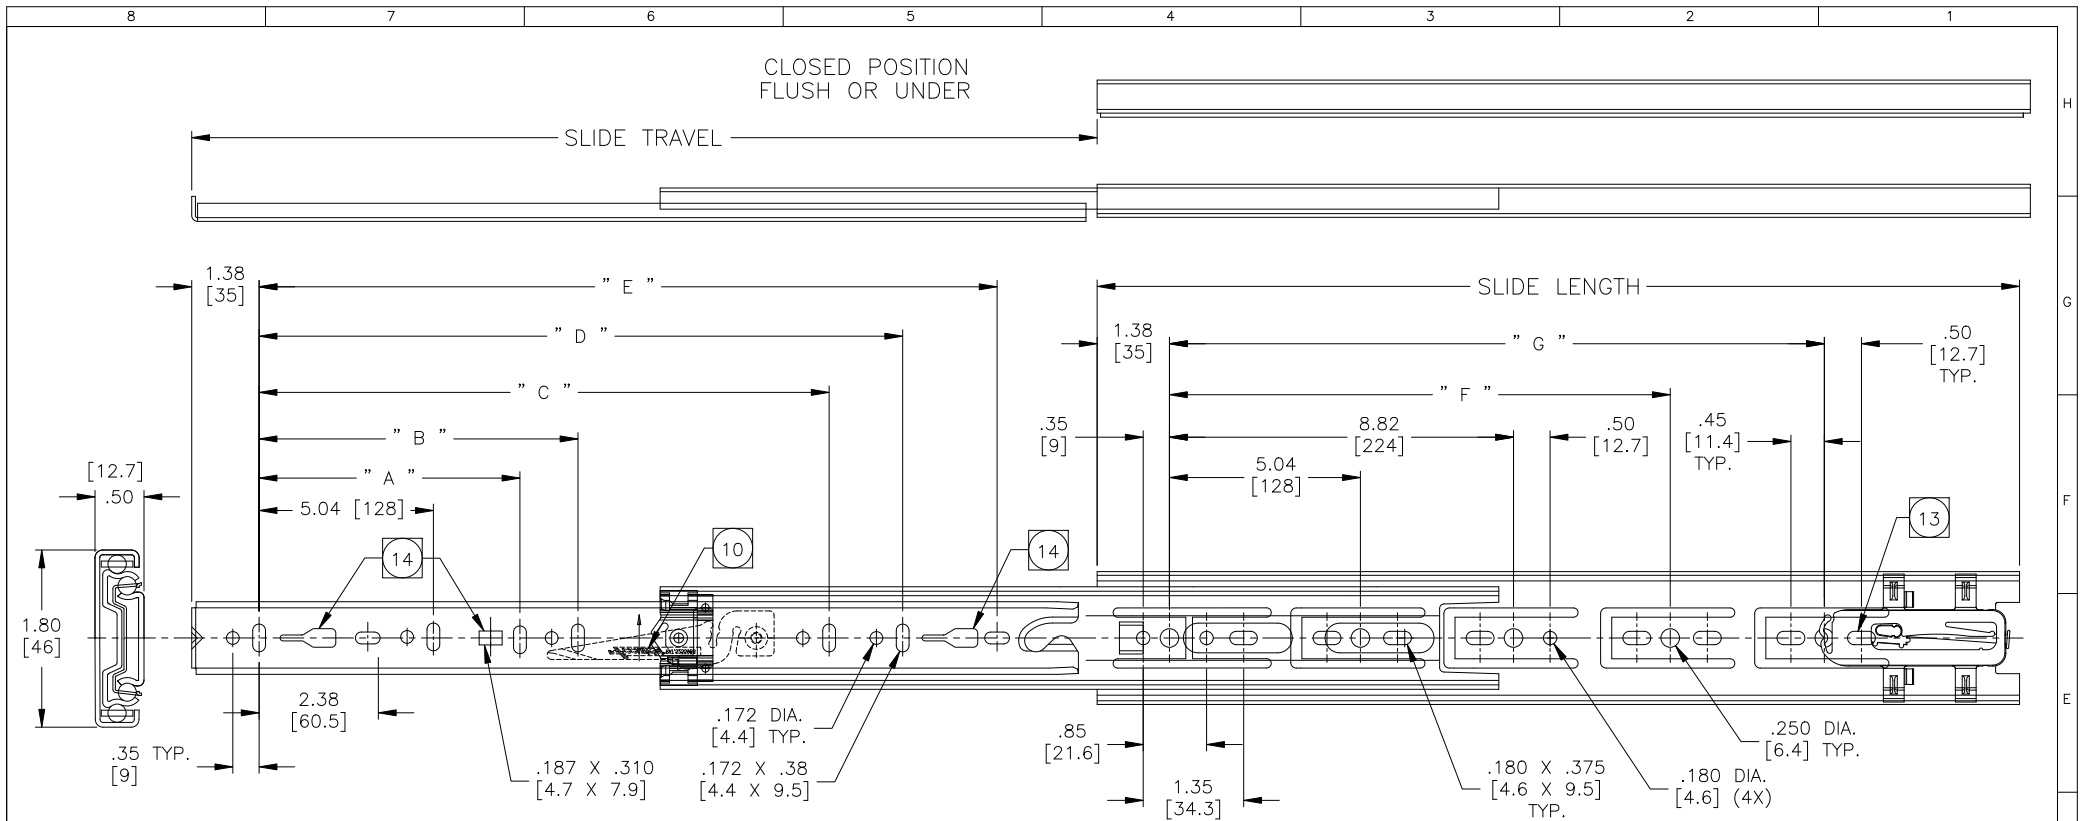 8 7 6 5 4 3 2 1
CLOSED POSITION
FLUSH OR UNDER
H
SLIDE TRAVEL
1.38
[35]
" E "
SLIDE LENGTH
G
" D "
1.38
[35]
" G "
.50
[12.7]
TYP.
" C "
" F "
" B "
.35
[9]
8.82
[224]
.50
[12.7]
.45
[11.4]
TYP.
[12.7]
.50
" A "
5.04
[128]
5.04 [128]
F
14
10
14
13
1.80
[46]
2.38
[60.5]
.172 DIA.
[4.4] TYP.
.85
[21.6]
.250 DIA.
[6.4] TYP.
E
.35 TYP.
[9]
.187 X .310
[4.7 X 7.9]
.172 X .38
[4.4 X 9.5]
1.35
[34.3]
.180 X .375
[4.6 X 9.5]
TYP.
.180 DIA.
[4.6] (4X)